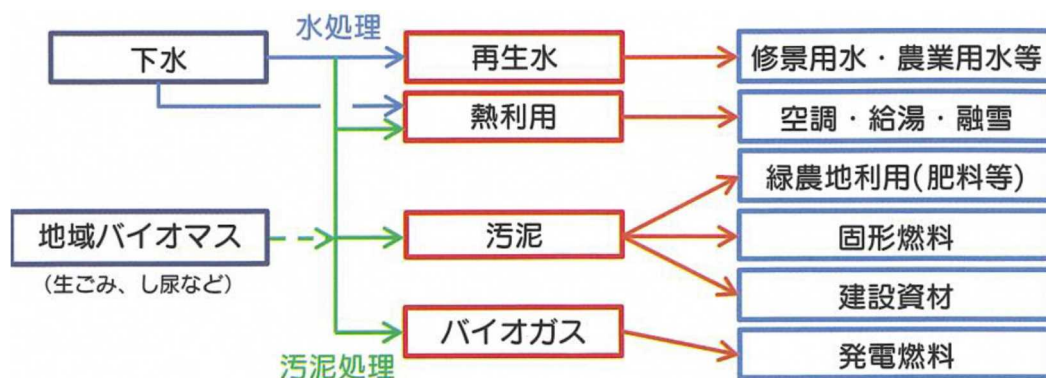 水処理
下水
再生水
修景用水・農業用水等
熱利用
空調・給湯・融雪
緑農地利用(肥料等)
地域バイオマス
(生ごみ、し尿など)
汚泥
固形燃料
建設資材
バイオガス
発電燃料
汚泥処理